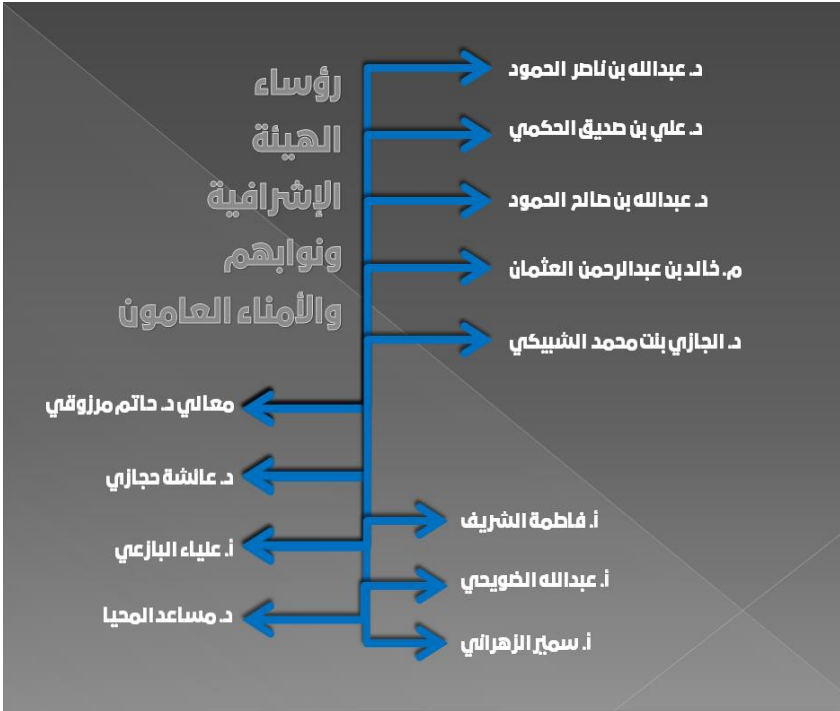 رؤساء
الهيئة
الإشرافية
ونوابهم
والأمناء العامون
د. عبدالله بن ناصر الحمود
د. علي بن صديق الحكمي
د. عبدالله بن صالح الحمود
م. خالد بن عبدالرحمن العثمان
د. الجازي بنت محمد الشبيكي
معالي د. حاتم مرزوقي
د. عائشة حجازي
أ. علياء البازعي
د. مساعد المحيا
أ. فاطمة الشريف
أ. عبدالله الضويحي
أ. سمير الزهراني